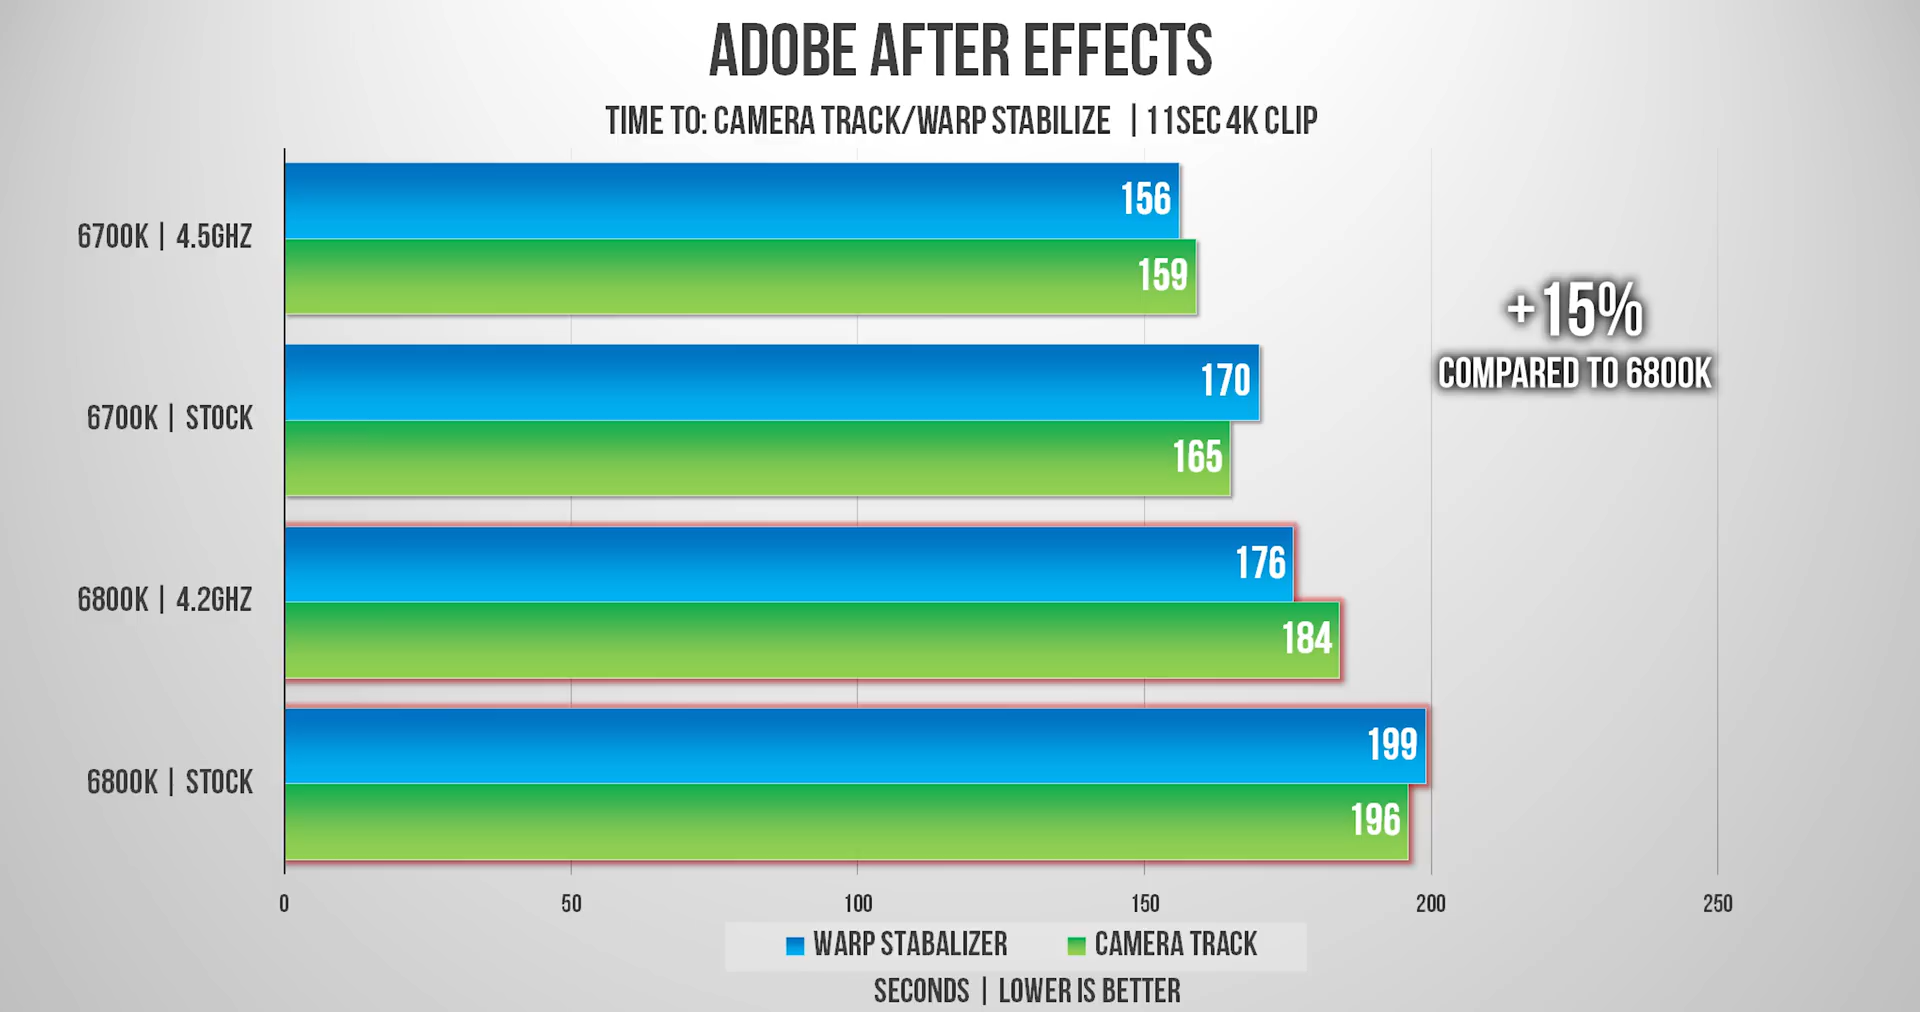 ADOBE AFTER EFFECTS
TIME TO: CAMERA TRACK/WARP STABILIZE | 11SEC 4K CLIP
6700K | 4.5GHZ
156
159
6700K | STOCK
170
165
+15%
COMPARED TO 6800K
6800K | 4.2GHZ
176
184
6800K | STOCK
199
196
0 50 100 150 200 250
WARP STABALIZER CAMERA TRACK
SECONDS | LOWER IS BETTER